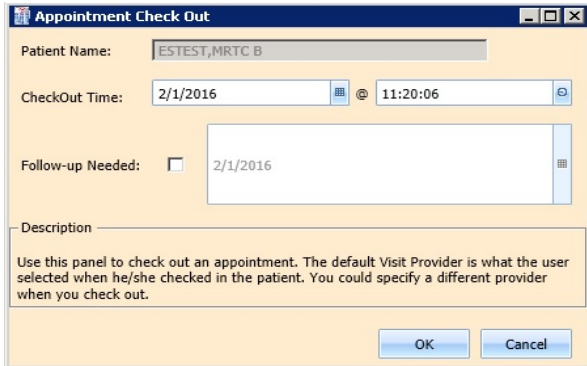 Appointment Check Out
Patient Name: ESTEST,MRTC B
CheckOut Time: 2/1/2016 @ 11:20:06
Follow-up Needed: 2/1/2016
Description
Use this panel to check out an appointment. The default Visit Provider is what the user
selected when he/she checked in the patient. You could specify a different provider
when you check out.
OK Cancel